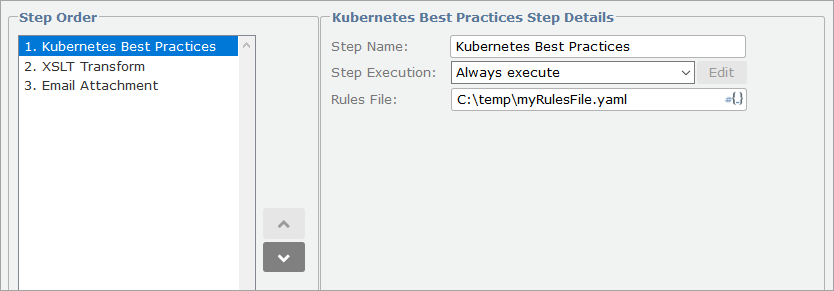 Step Order
1. Kubernetes Best Practices
2. XSLT Transform
3. Email Attachment
Kubernetes Best Practices Step Details
Step Name: Kubernetes Best Practices
Step Execution: Always execute Edit
Rules File: C:\temp\myRulesFile.yaml #{..}